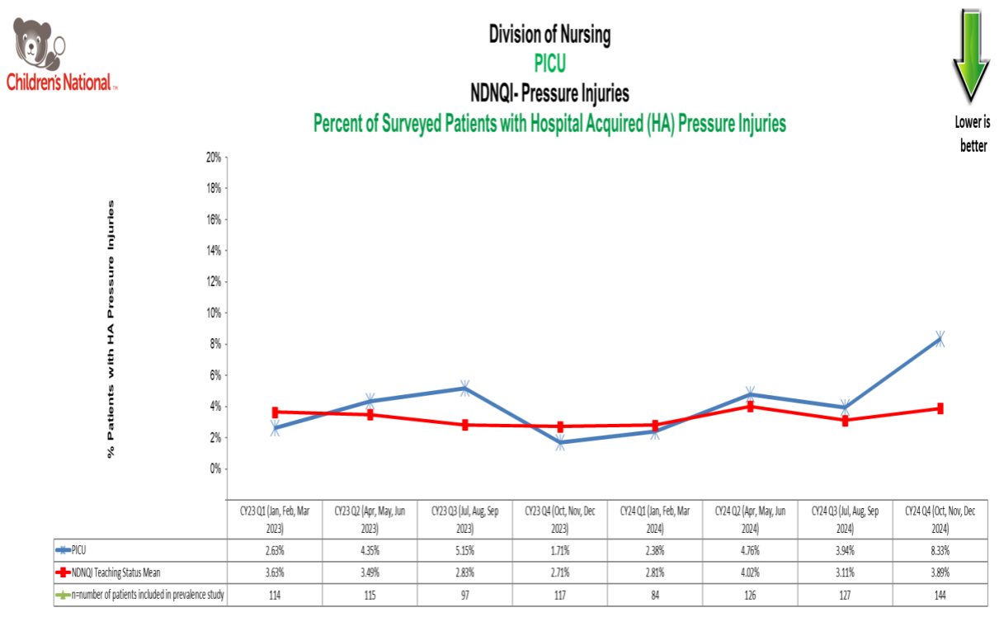 Children's National ™
Division of Nursing
PICU
NDNQI- Pressure Injuries
Percent of Surveyed Patients with Hospital Acquired (HA) Pressure Injuries
Lower is
better
% Patients with HA Pressure Injuries
20%
18%
16%
14%
12%
10%
8%
6%
4%
2%
0%
CY23 Q1 (Jan, Feb, Mar 2023) CY23 Q2 (Apr, May, Jun 2023) CY23 Q3 (Jul, Aug, Sep 2023) CY23 Q4 (Oct, Nov, Dec 2023) CY24 Q1 (Jan, Feb, Mar 2024) CY24 Q2 (Apr, May, Jun 2024) CY24 Q3 (Jul, Aug, Sep 2024) CY24 Q4 (Oct, Nov, Dec 2024)
PICU 2.63% 4.35% 5.15% 1.71% 2.38% 4.76% 3.94% 8.33%
NDNQI Teaching Status Mean 3.63% 3.49% 2.83% 2.71% 2.81% 4.02% 3.11% 3.89%
n=number of patients included in prevalence study 114 115 97 117 84 126 127 144